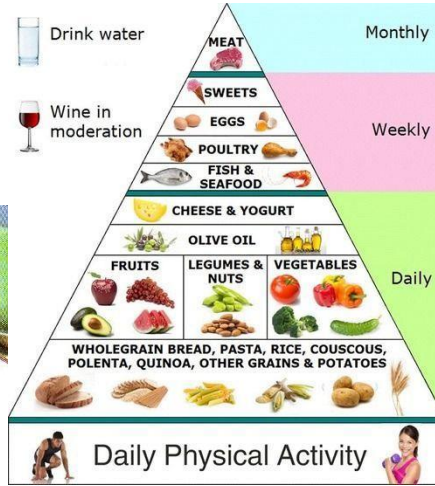 Drink water
Wine in
moderation
MEAT
Monthly
SWEETS
EGGS
POULTRY
FISH &
SEAFOOD
Weekly
CHEESE & YOGURT
OLIVE OIL
FRUITS
LEGUMES &
NUTS
VEGETABLES
Daily
WHOLEGRAIN BREAD, PASTA, RICE, COUSCOUS,
POLENTA, QUINOA, OTHER GRAINS & POTATOES
Daily Physical Activity